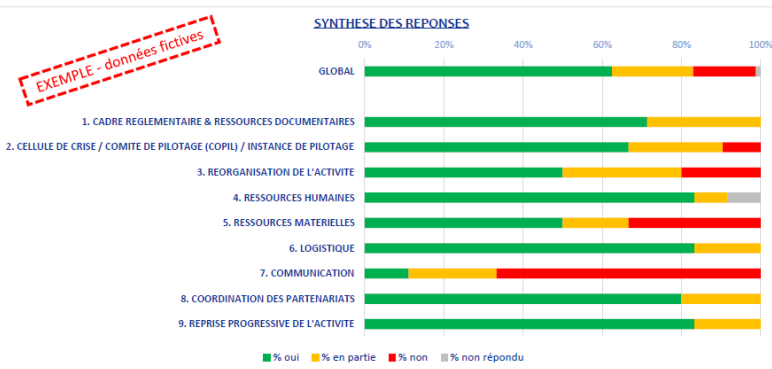 SYNTHESE DES REPONSES
EXEMPLE - données fictives
0% 20% 40% 60% 80% 100%
GLOBAL
1. CADRE REGLEMENTAIRE & RESSOURCES DOCUMENTAIRES
2. CELLULE DE CRISE / COMITE DE PILOTAGE (COPIL) / INSTANCE DE PILOTAGE
3. REORGANISATION DE L'ACTIVITE
4. RESSOURCES HUMAINES
5. RESSOURCES MATERIELLES
6. LOGISTIQUE
7. COMMUNICATION
8. COORDINATION DES PARTENARIATS
9. REPRISE PROGRESSIVE DE L'ACTIVITE
% oui % en partie % non % non répondu